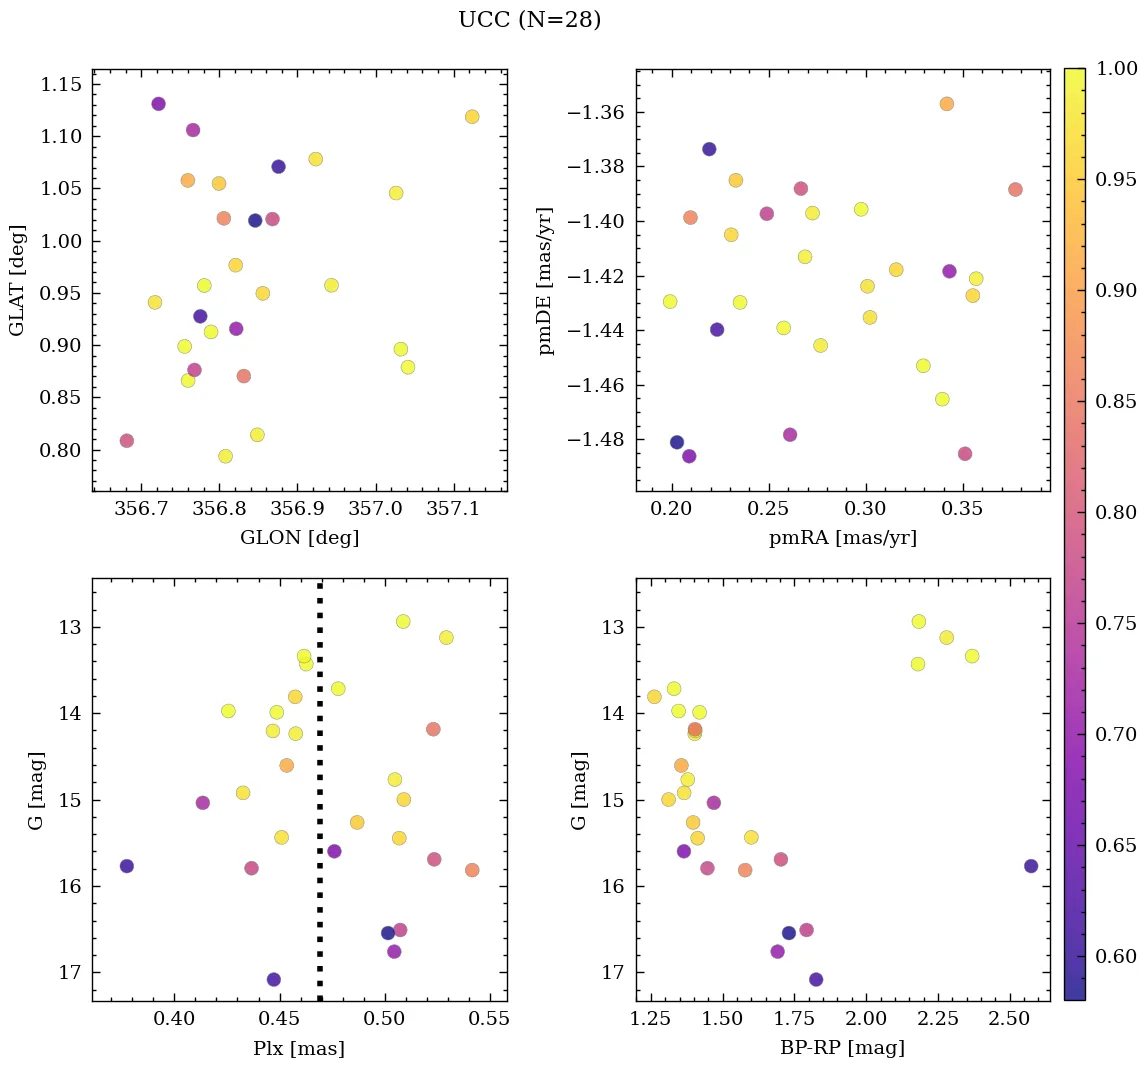 UCC (N=28)
1.15
1.10
1.05
1.00
0.95
0.90
0.85
0.80
GLAT [deg]
356.7 356.8 356.9 357.0 357.1
GLON [deg]
−1.36
−1.38
−1.40
−1.42
−1.44
−1.46
−1.48
pmDE [mas/yr]
0.20 0.25 0.30 0.35
pmRA [mas/yr]
1.00
0.95
0.90
0.85
0.80
0.75
0.70
0.65
0.60
13
14
15
16
17
G [mag]
0.40 0.45 0.50 0.55
Plx [mas]
13
14
15
16
17
G [mag]
1.25 1.50 1.75 2.00 2.25 2.50
BP-RP [mag]